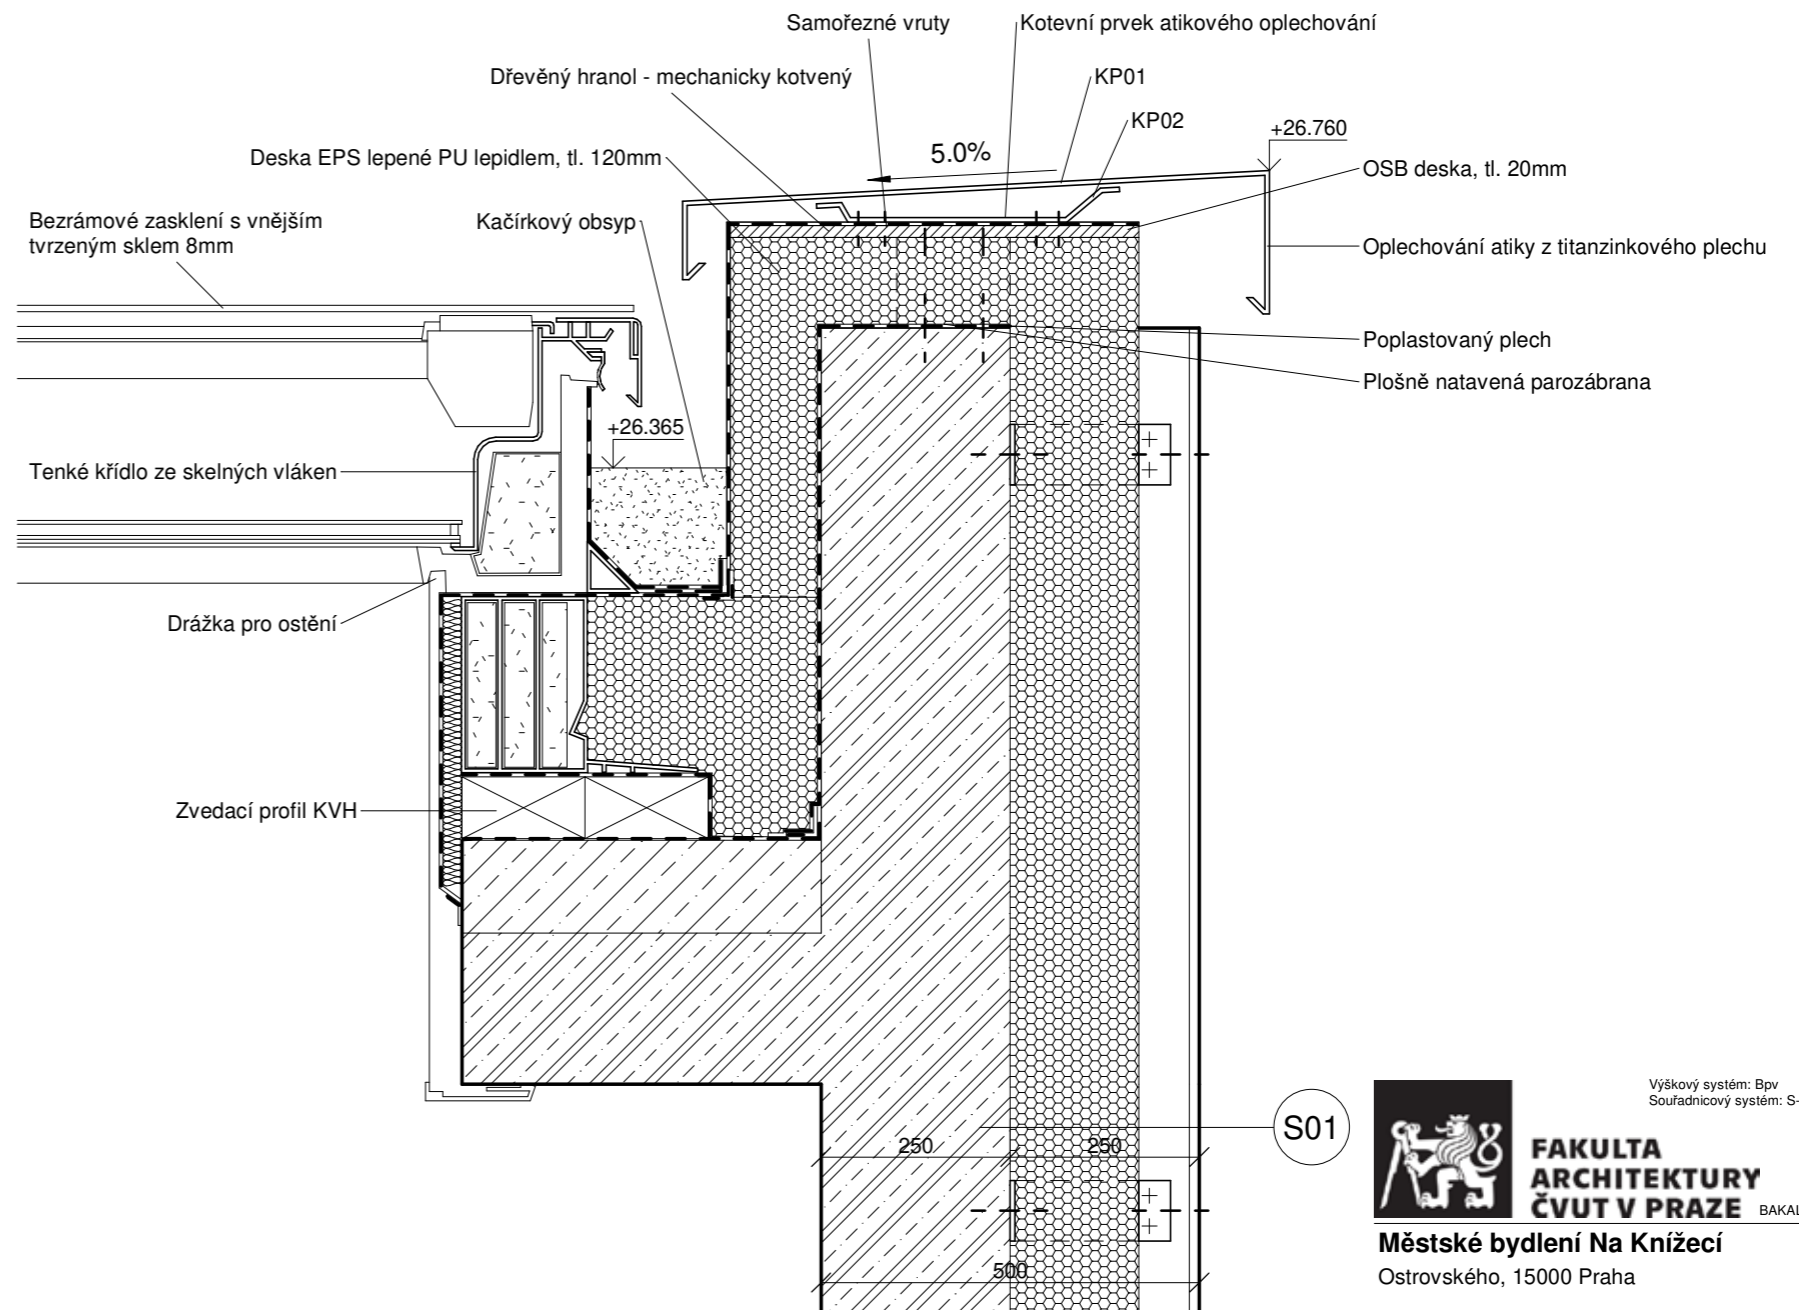 Samořezné vruty
Kotevní prvek atikového oplechování
Dřevěný hranol - mechanicky kotvený
KP01
KP02
+26.760
5.0%
Deska EPS lepené PU lepidlem, tl. 120mm
OSB deska, tl. 20mm
Bezrámové zasklení s vnějším
tvrzeným sklem 8mm
Kačírkový obsyp
Oplechování atiky z titanzinkového plechu
Poplastovaný plech
Plošně natavená parozábrana
+26.365
Tenké křídlo ze skelných vláken
Drážka pro ostění
Zvedací profil KVH
S01
250
250
500
Výškový systém: Bpv
Souřadnicový systém: S-
FAKULTA
ARCHITEKTURY
ČVUT V PRAZE
BAKAL
Městské bydlení Na Knížecí
Ostrovského, 15000 Praha